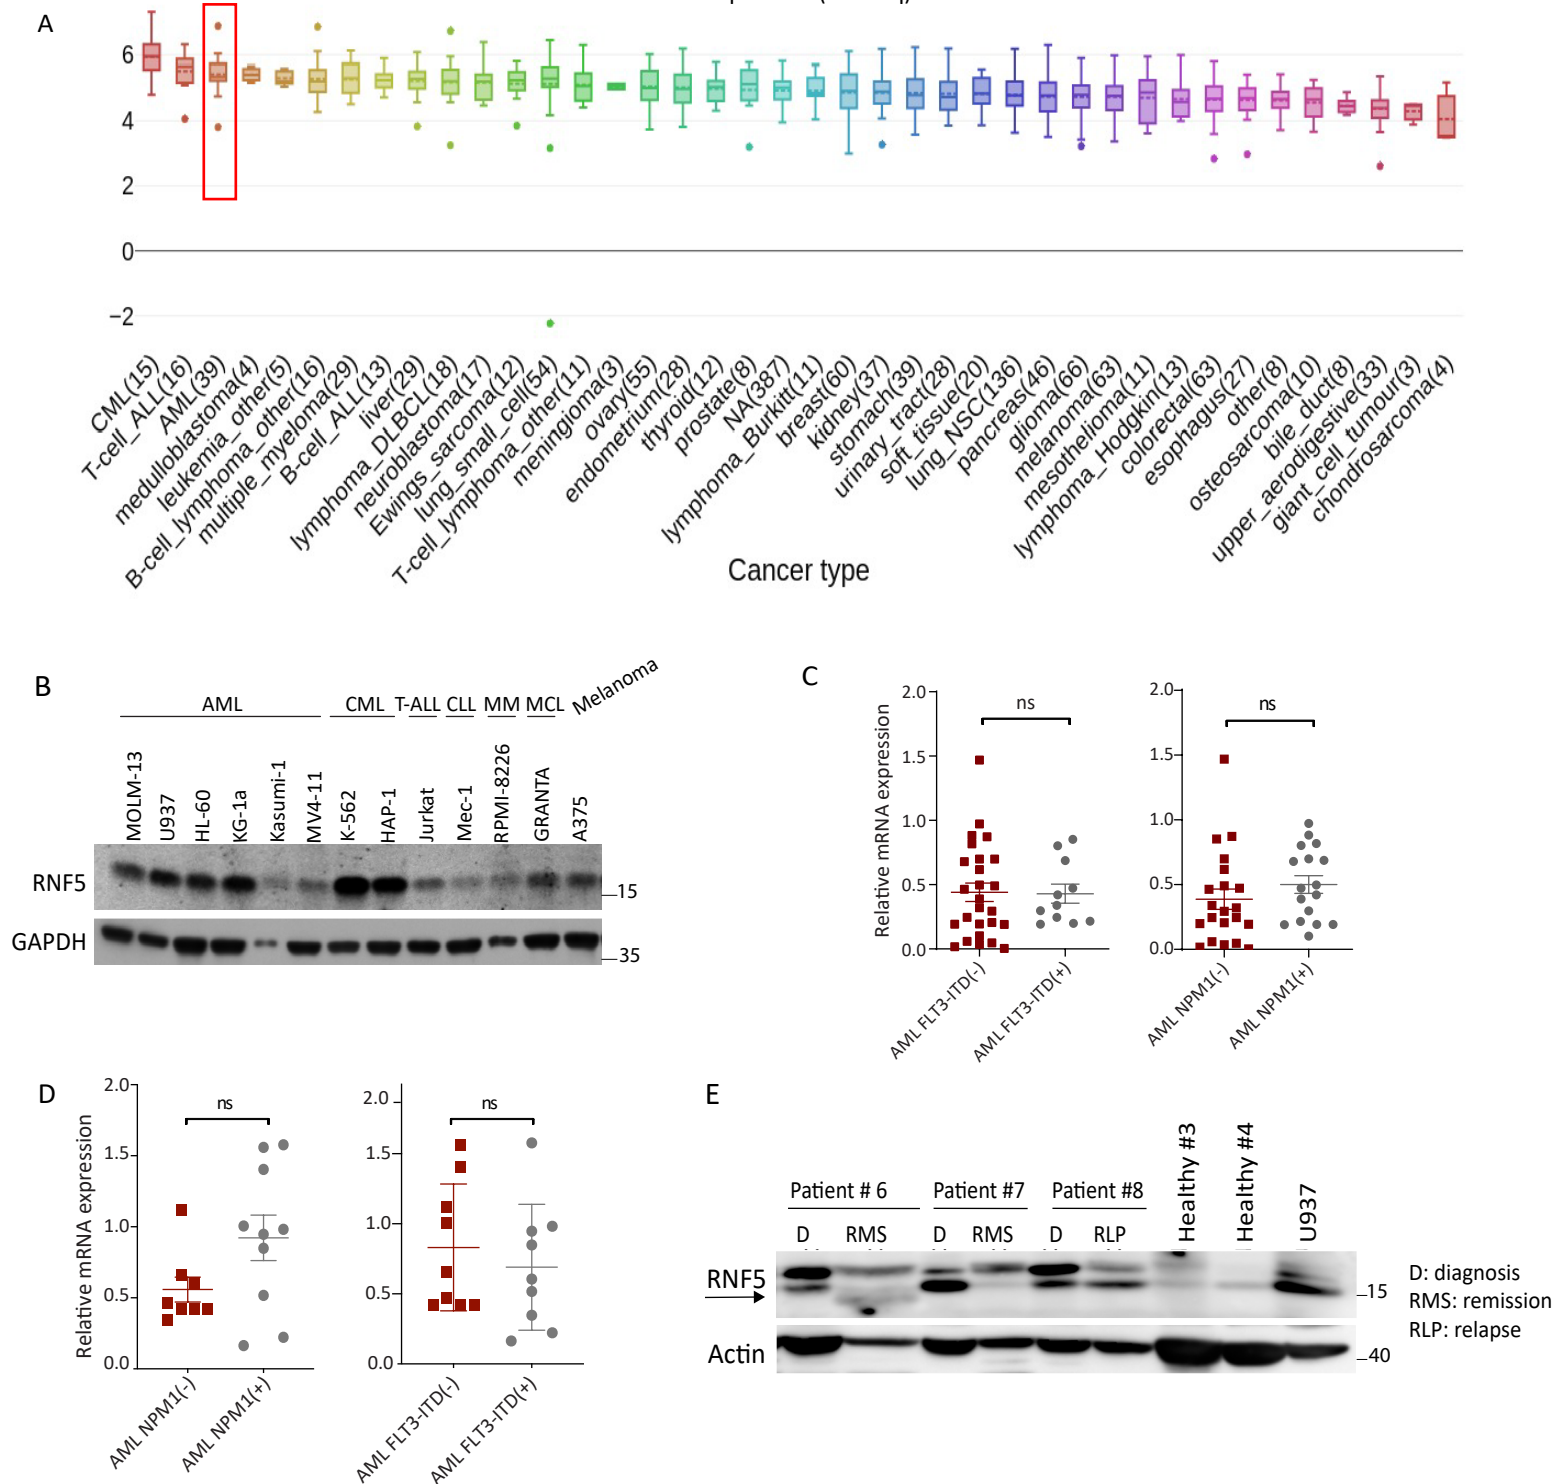 A
6
4
2
0
−2
CML(15)
T-cell_ALL(16)
AML(39)
medulloblastoma(4)
leukemia_other(5)
B-cell_lymphoma_other(16)
multiple_myeloma(29)
B-cell_ALL(13)
liver(29)
lymphoma_DLBCL(18)
neuroblastoma(17)
Ewings_sarcoma(12)
lung_small_cell(54)
T-cell_lymphoma_other(11)
meningioma(3)
ovary(55)
endometrium(28)
thyroid(12)
prostate(8)
NA(387)
lymphoma_Burkitt(11)
breast(60)
kidney(37)
stomach(39)
urinary_tract(28)
soft_tissue(20)
lung_NSC(136)
pancreas(46)
glioma(66)
melanoma(63)
mesothelioma(11)
lymphoma_Hodgkin(13)
colorectal(63)
esophagus(27)
other(8)
osteosarcoma(10)
bile_duct(8)
upper_aerodigestive(33)
giant_cell_tumour(3)
chondrosarcoma(4)
Cancer type
B
AML CML T-ALL CLL MM MCL Melanoma
MOLM-13
U937
HL-60
KG-1a
Kasumi-1
MV4-11
K-562
HAP-1
Jurkat
Mec-1
RPMI-8226
GRANTA
A375
RNF5
15
GAPDH
35
C
Relative mRNA expression
2.0
1.5
1.0
0.5
0.0
ns
AML FLT3-ITD(-)
AML FLT3-ITD(+)
2.0
1.5
1.0
0.5
0.0
ns
AML NPM1(-)
AML NPM1(+)
D
Relative mRNA expression
2.0
1.5
1.0
0.5
0.0
ns
AML NPM1(-)
AML NPM1(+)
2.0
1.5
1.0
0.5
0.0
ns
AML FLT3-ITD(-)
AML FLT3-ITD(+)
E
Patient # 6 Patient #7 Patient #8
Healthy #3
Healthy #4
U937
D RMS D RMS D RLP
RNF5
15
Actin
40
D: diagnosis
RMS: remission
RLP: relapse